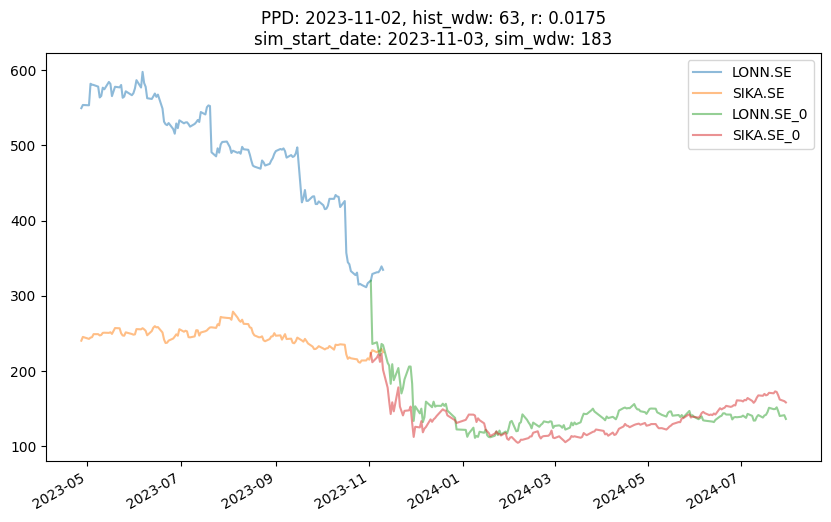 PPD: 2023-11-02, hist_wdw: 63, r: 0.0175
sim_start_date: 2023-11-03, sim_wdw: 183
LONN.SE
SIKA.SE
LONN.SE_0
SIKA.SE_0
600
500
400
300
200
100
2023-05
2023-07
2023-09
2023-11
2024-01
2024-03
2024-05
2024-07